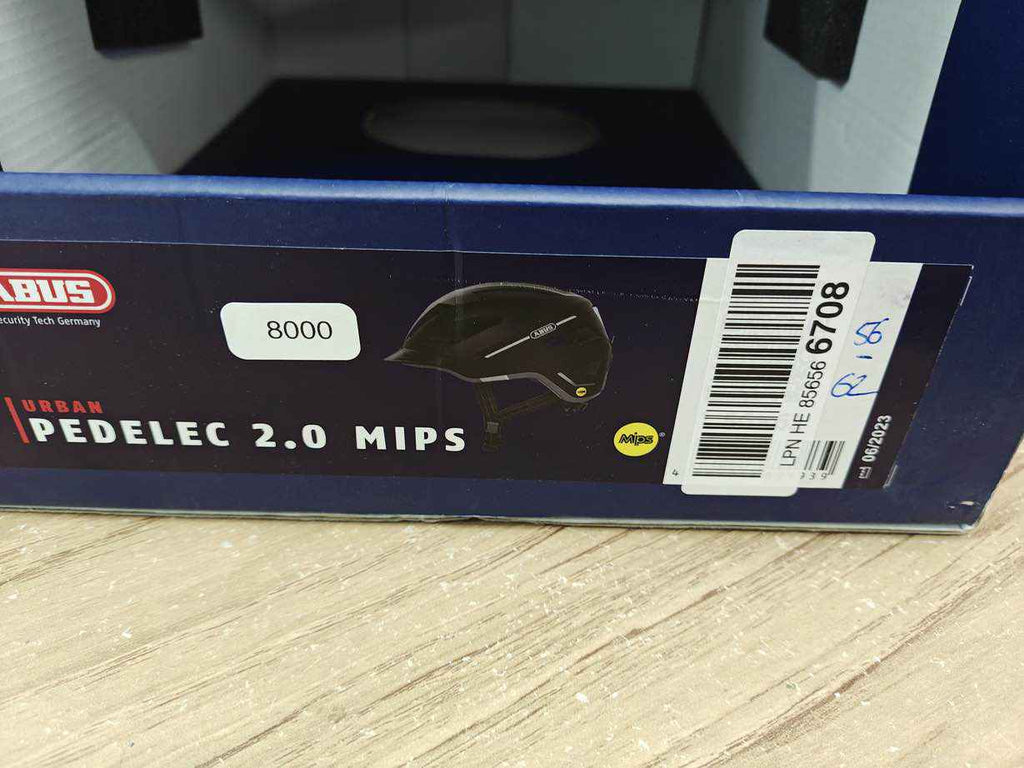 ABUS
Security Tech Germany
8000
ABUS
URBAN
PEDELEC 2.0 MIPS
Mips
LPN HE 85656 6708
56
-
62
06/2023